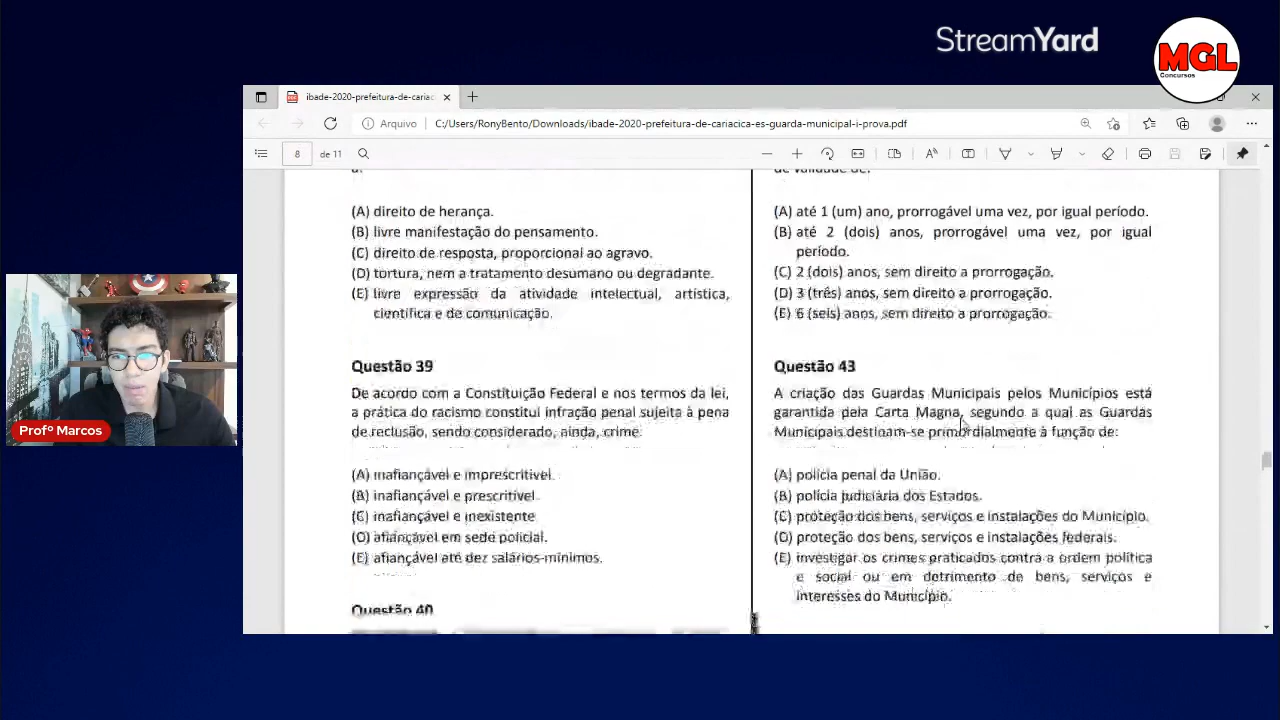 StreamYard
MGL
Concursos
ibade-2020-prefeitura-de-cariac
Arquivo
C:/Users/RonyBento/Downloads/ibade-2020-prefeitura-de-cariacica-es-guarda-municipal-i-prova.pdf
8
de 11
a:
(A) direito de herança.
(B) livre manifestação do pensamento.
(C) direito de resposta, proporcional ao agravo.
(D) tortura, nem a tratamento desumano ou degradante.
(E) livre expressão da atividade intelectual, artística,
científica e de comunicação.
Questão 39
De acordo com a Constituição Federal e nos termos da lei,
a prática do racismo constitui infração penal sujeita à pena
de reclusão, sendo considerado, ainda, crime:
(A) inafiançável e imprescritível.
(B) inafiançável e prescritível
(C) inafiançável e inexistente
(D) afiançável em sede policial.
(E) afiançável até dez salários-mínimos.
Questão 40
de validade de:
(A) até 1 (um) ano, prorrogável uma vez, por igual período.
(B) até 2 (dois) anos, prorrogável uma vez, por igual
período.
(C) 2 (dois) anos, sem direito a prorrogação.
(D) 3 (três) anos, sem direito a prorrogação.
(E) 6 (seis) anos, sem direito a prorrogação.
Questão 43
A criação das Guardas Municipais pelos Municípios está
garantida pela Carta Magna, segundo a qual as Guardas
Municipais destinam-se primordialmente à função de:
(A) polícia penal da União.
(B) polícia judiciária dos Estados.
(C) proteção dos bens, serviços e instalações do Município.
(D) proteção dos bens, serviços e instalações federais.
(E) investigar os crimes praticados contra a ordem política
e social ou em detrimento de bens, serviços e
interesses do Município.
Profº Marcos